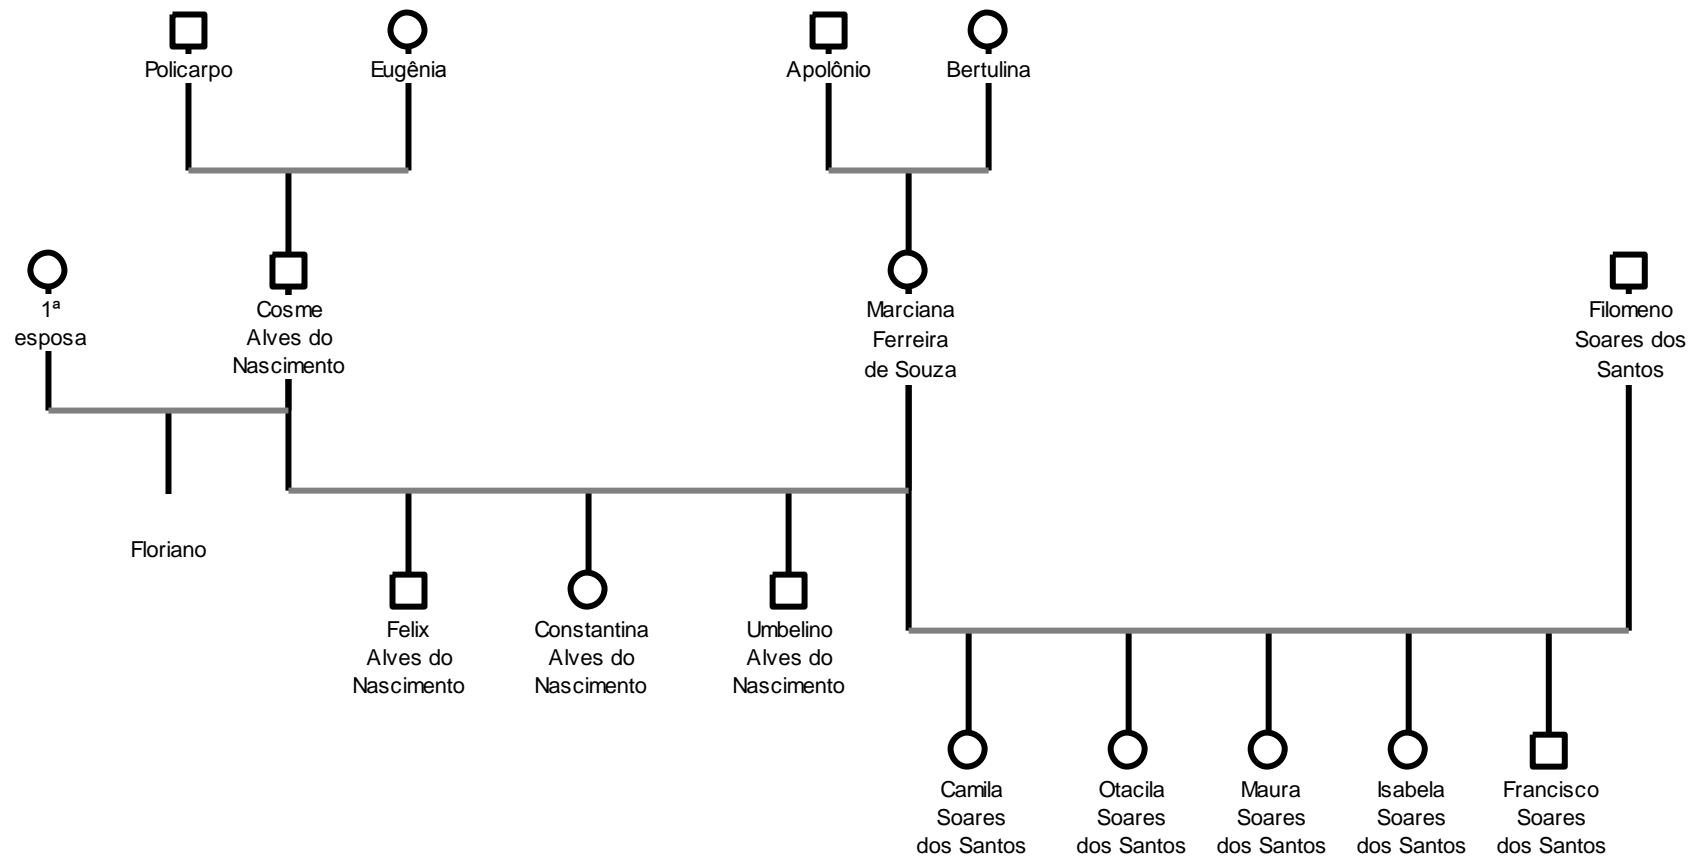 Policarpo
Eugênia
Apolônio
Bertulina
1ª
esposa
Cosme
Alves do
Nascimento
Marciana
Ferreira
de Souza
Filomeno
Soares dos
Santos
Floriano
Felix
Alves do
Nascimento
Constantina
Alves do
Nascimento
Umbelino
Alves do
Nascimento
Camila
Soares
dos Santos
Otacila
Soares
dos Santos
Maura
Soares
dos Santos
Isabela
Soares
dos Santos
Francisco
Soares
dos Santos